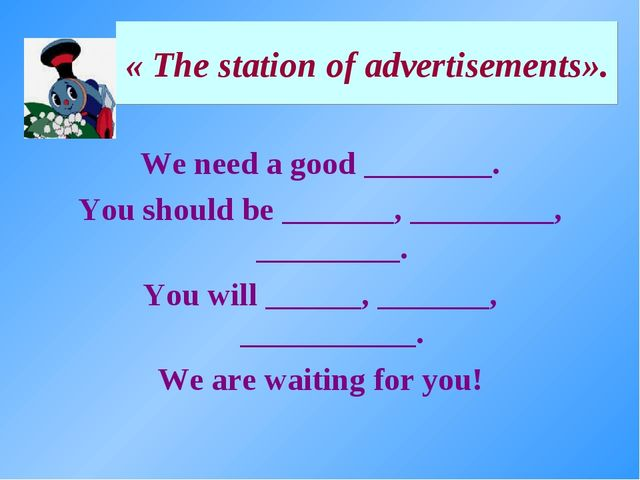 « The station of advertisements».
We need a good ________.
You should be _______, _________,
_________.
You will ______, _______,
___________.
We are waiting for you!